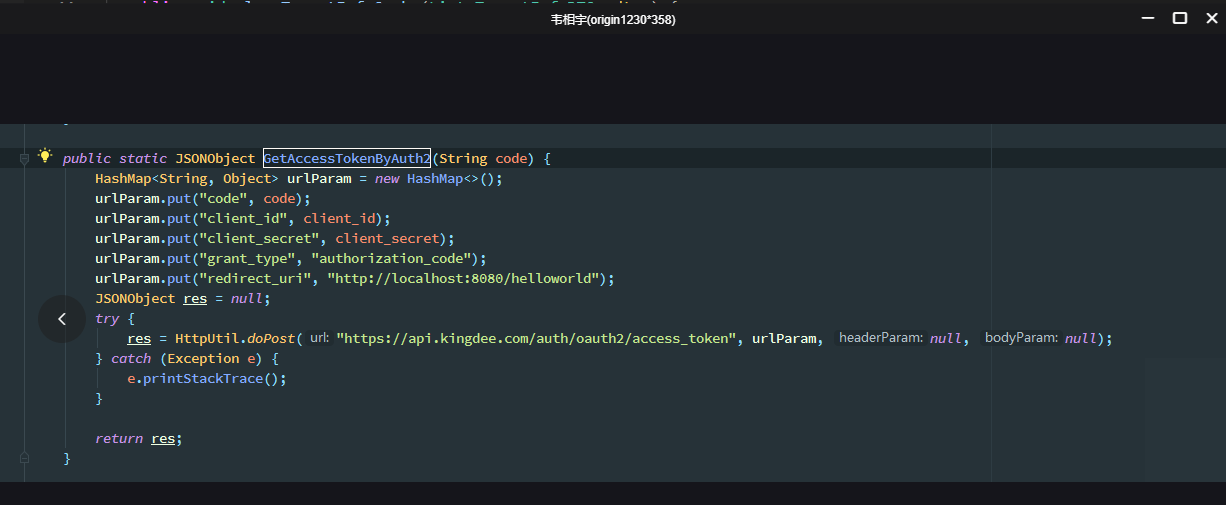 韦相宇(origin1230*358)
public static JSONObject GetAccessTokenByAuth2(String code) {
HashMap<String, Object> urlParam = new HashMap<>();
urlParam.put("code", code);
urlParam.put("client_id", client_id);
urlParam.put("client_secret", client_secret);
urlParam.put("grant_type", "authorization_code");
urlParam.put("redirect_uri", "http://localhost:8080/helloworld");
JSONObject res = null;
try {
res = HttpUtil.doPost( url: "https://api.kingdee.com/auth/oauth2/access_token", urlParam, headerParam: null, bodyParam: null);
} catch (Exception e) {
e.printStackTrace();
}
return res;
}